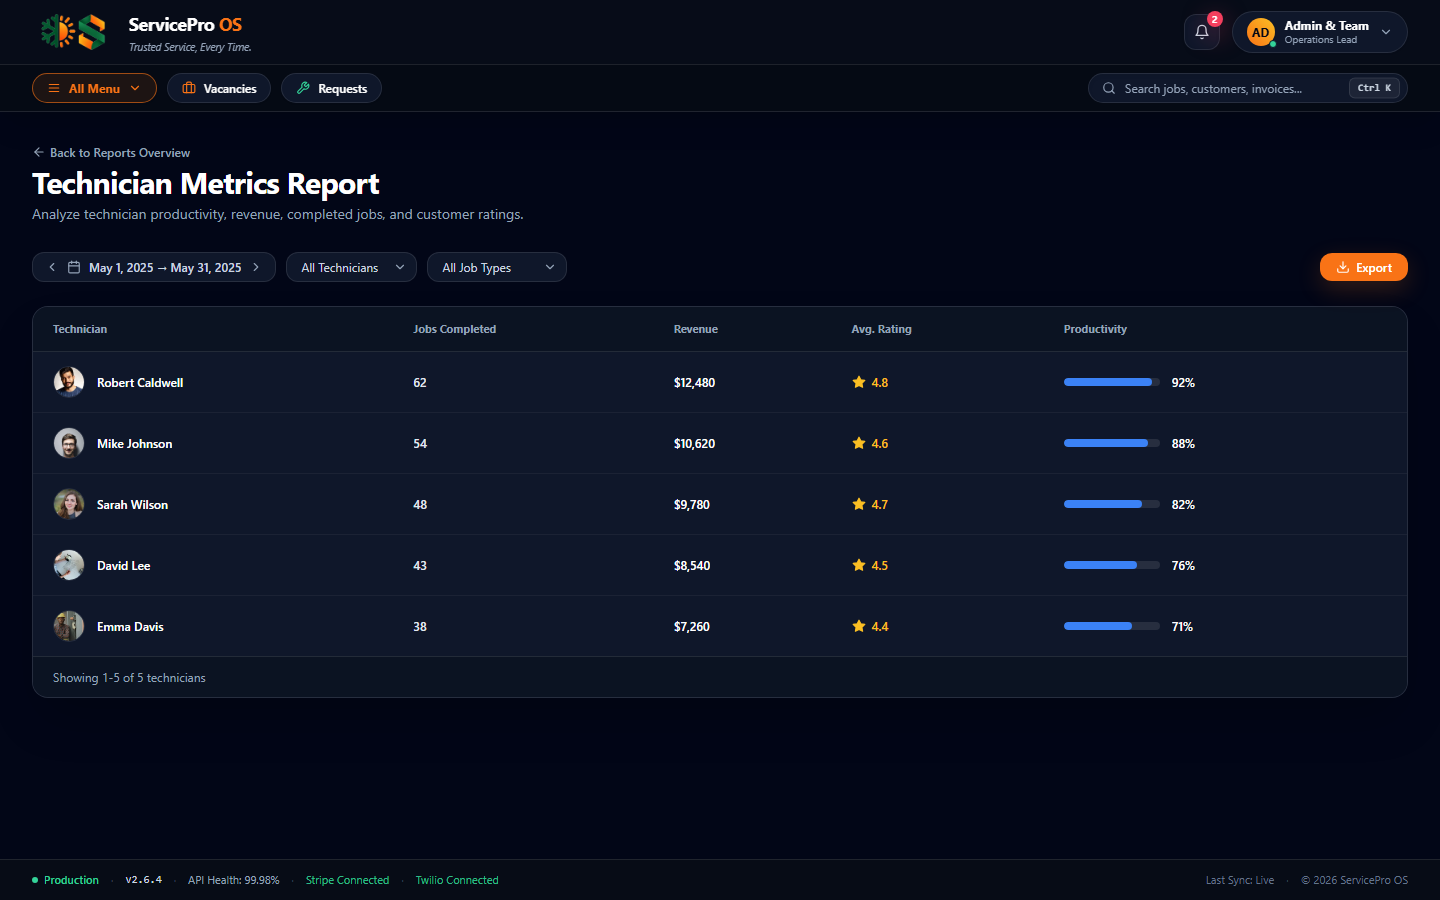 ServicePro OS
Trusted Service, Every Time.
2
AD
Admin & Team
Operations Lead
All Menu
Vacancies
Requests
Search jobs, customers, invoices...
Ctrl K
Back to Reports Overview
Technician Metrics Report
Analyze technician productivity, revenue, completed jobs, and customer ratings.
May 1, 2025 → May 31, 2025
All Technicians
All Job Types
Export
Technician Jobs Completed Revenue Avg. Rating Productivity
Robert Caldwell 62 $12,480 4.8 92%
Mike Johnson 54 $10,620 4.6 88%
Sarah Wilson 48 $9,780 4.7 82%
David Lee 43 $8,540 4.5 76%
Emma Davis 38 $7,260 4.4 71%
Showing 1-5 of 5 technicians
Production · v2.6.4 · API Health: 99.98% · Stripe Connected · Twilio Connected
Last Sync: Live · © 2026 ServicePro OS